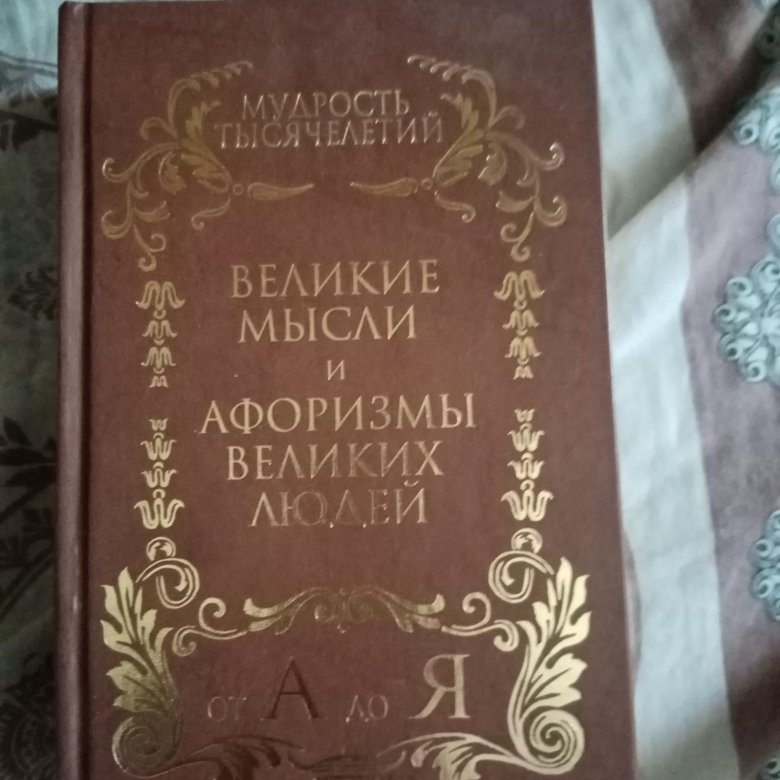 МУДРОСТЬ
ТЫСЯЧЕЛЕТИЙ
ВЕЛИКИЕ
МЫСЛИ
И
АФОРИЗМЫ
ВЕЛИКИХ
ЛЮДЕЙ
ОТ А ДО Я